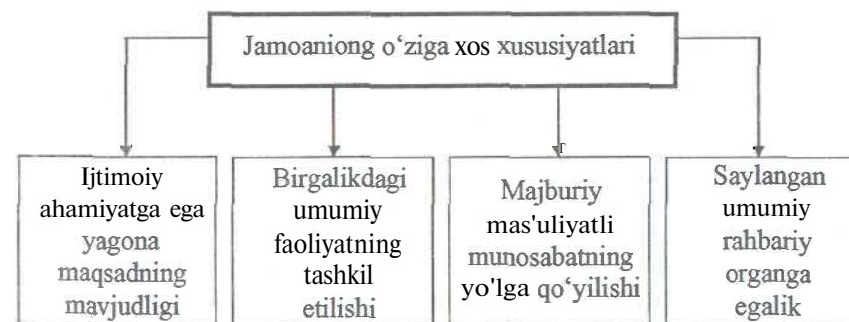 Jamoaniong o‘ziga xos xususiyatlari
Ijtimoiy
ahamiyatga ega
yagona
maqsadning
mavjudligi
Birgalikdagi
umumiy
faoliyatning
tashkil
etilishi
Majburiy
mas'uliyatli
munosabatning
yo'lga qo‘yilishi
Saylangan
umumiy
rahbariy
organga
egalik